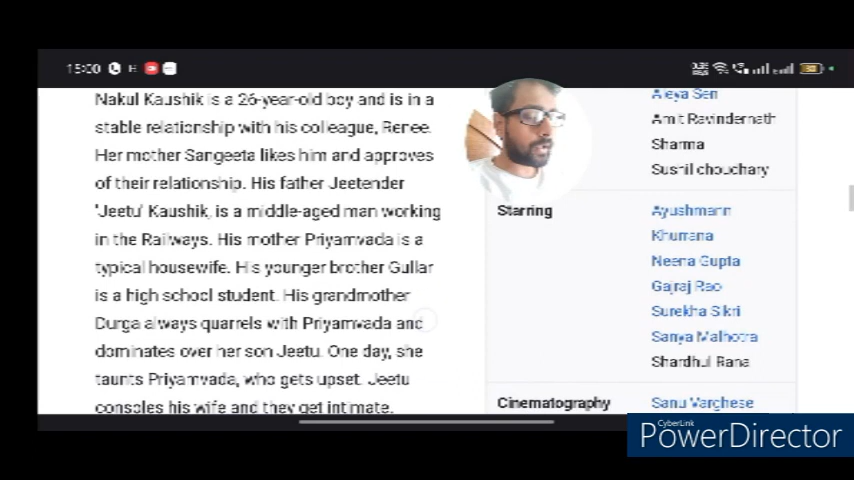 15:00
Nakul Kaushik is a 26-year-old boy and is in a
stable relationship with his colleague, Renee.
Her mother Sangeeta likes him and approves
of their relationship. His father Jeetender
'Jeetu' Kaushik, is a middle-aged man working
in the Railways. His mother Priyamvada is a
typical housewife. His younger brother Gullar
is a high school student. His grandmother
Durga always quarrels with Priyamvada and
dominates over her son Jeetu. One day, she
taunts Priyamvada, who gets upset. Jeetu
consoles his wife and they get intimate.
Aleya Sen
Amit Ravindernath
Sharma
Sushil choudhary
Starring
Ayushmann
Khurrana
Neena Gupta
Gajraj Rao
Surekha Sikri
Sanya Malhotra
Shardhul Rana
Cinematography
Sanu Varghese
CyberLink
PowerDirector